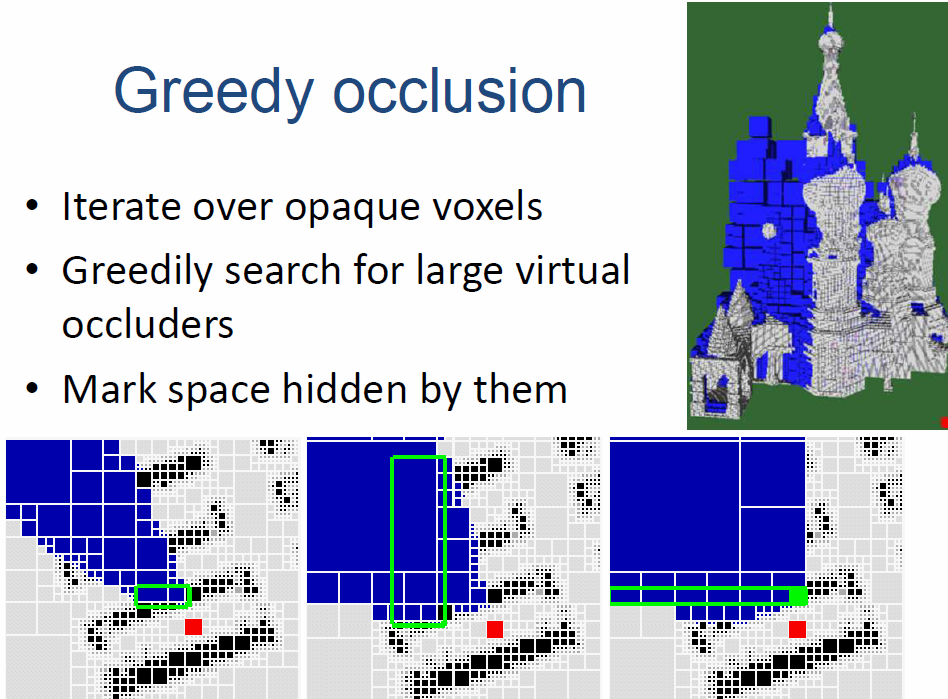 Greedy occlusion
• Iterate over opaque voxels
• Greedily search for large virtual
occluders
• Mark space hidden by them